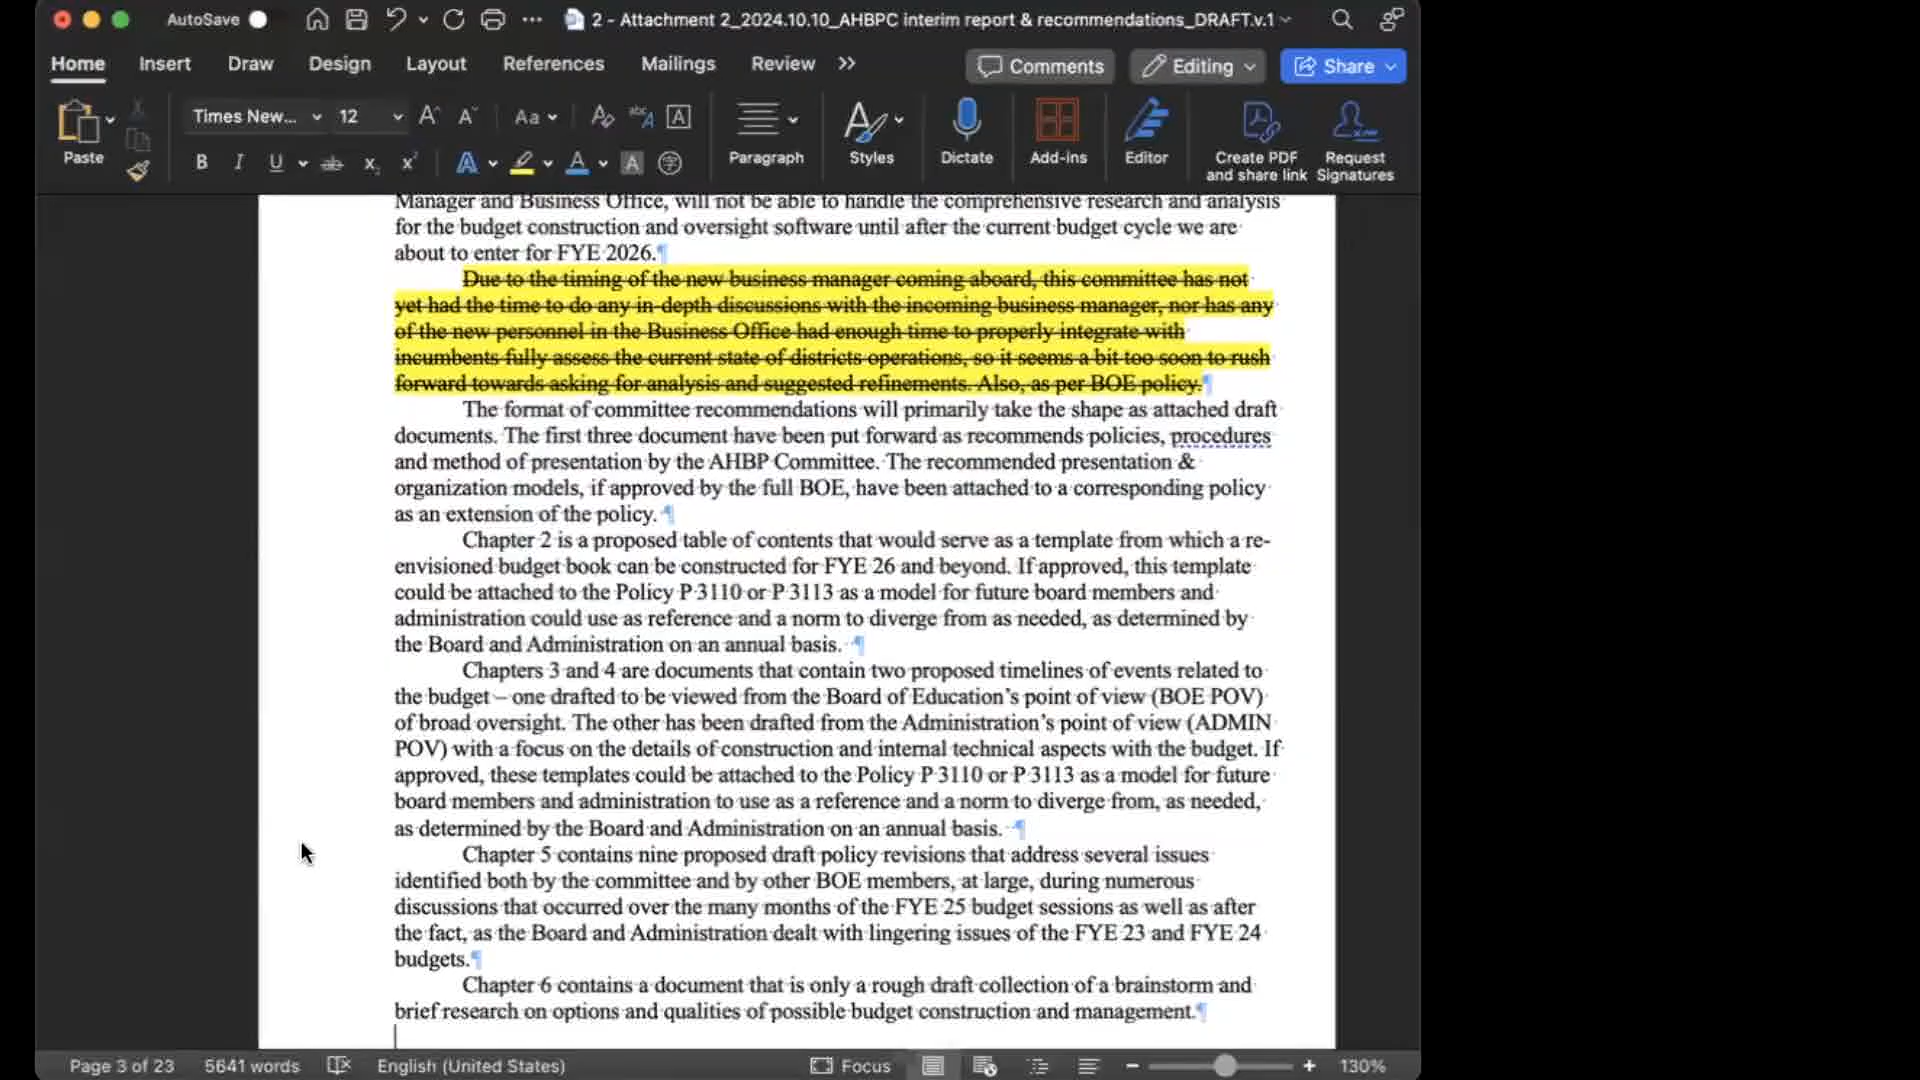 AutoSave
2 - Attachment 2_2024.10.10_AHBPC interim report & recommendations_DRAFT.v.1
Home Insert Draw Design Layout References Mailings Review >> Comments Editing Share
Times New... 12 Aa
Paste Paragraph Styles Dictate Add-ins Editor Create PDF and share link Request Signatures
Manager and Business Office, will not be able to handle the comprehensive research and analysis
for the budget construction and oversight software until after the current budget cycle we are
about to enter for FYE 2026.¶
Due to the timing of the new business manager coming aboard, this committee has not
yet had the time to do any in-depth discussions with the incoming business manager, nor has any
of the new personnel in the Business Office had enough time to properly integrate with
incumbents fully assess the current state of districts operations, so it seems a bit too soon to rush
forward towards asking for analysis and suggested refinements. Also, as per BOE policy.¶
The format of committee recommendations will primarily take the shape as attached draft
documents. The first three document have been put forward as recommends policies, procedures
and method of presentation by the AHBP Committee. The recommended presentation &
organization models, if approved by the full BOE, have been attached to a corresponding policy
as an extension of the policy. ¶
Chapter 2 is a proposed table of contents that would serve as a template from which a re-
envisioned budget book can be constructed for FYE 26 and beyond. If approved, this template
could be attached to the Policy P 3110 or P 3113 as a model for future board members and
administration could use as reference and a norm to diverge from as needed, as determined by
the Board and Administration on an annual basis. ¶
Chapters 3 and 4 are documents that contain two proposed timelines of events related to
the budget – one drafted to be viewed from the Board of Education’s point of view (BOE POV)
of broad oversight. The other has been drafted from the Administration’s point of view (ADMIN
POV) with a focus on the details of construction and internal technical aspects with the budget. If
approved, these templates could be attached to the Policy P 3110 or P 3113 as a model for future
board members and administration to use as a reference and a norm to diverge from, as needed,
as determined by the Board and Administration on an annual basis. ¶
Chapter 5 contains nine proposed draft policy revisions that address several issues
identified both by the committee and by other BOE members, at large, during numerous
discussions that occurred over the many months of the FYE 25 budget sessions as well as after
the fact, as the Board and Administration dealt with lingering issues of the FYE 23 and FYE 24
budgets.¶
Chapter 6 contains a document that is only a rough draft collection of a brainstorm and
brief research on options and qualities of possible budget construction and management.¶
Page 3 of 23 5641 words English (United States) Focus 130%